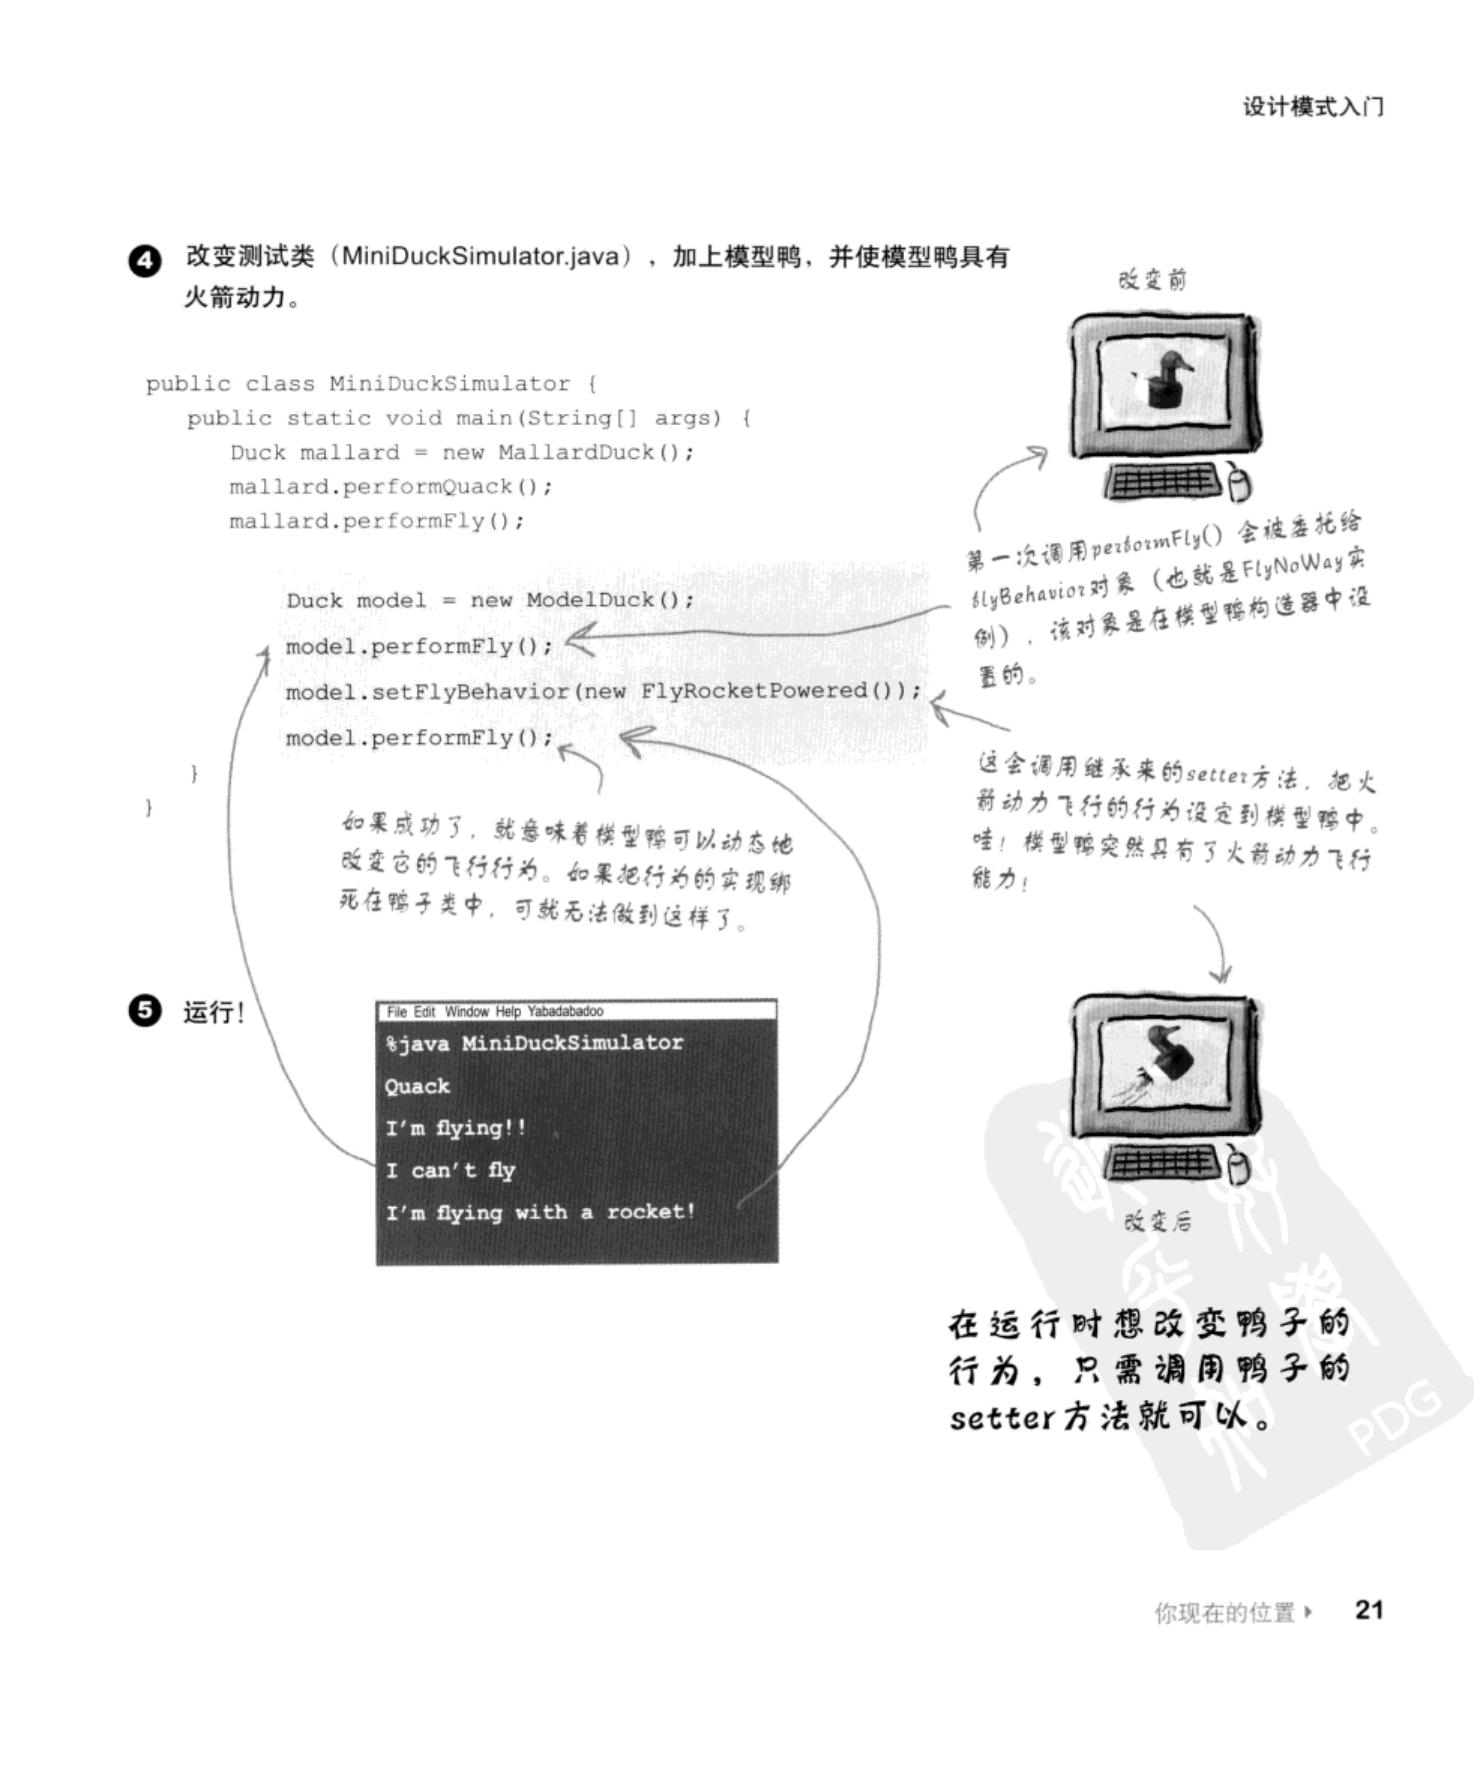 设计模式入门
4 改变测试类（MiniDuckSimulator.java），加上模型鸭，并使模型鸭具有
火箭动力。
改变前
public class MiniDuckSimulator {
public static void main(String[] args) {
Duck mallard = new MallardDuck();
mallard.performQuack();
mallard.performFly();
Duck model = new ModelDuck();
model.performFly();
model.setFlyBehavior(new FlyRocketPowered());
model.performFly();
}
}
第一次调用performFly() 会被委托给
flyBehavior对象（也就是FlyNoWay实
例），该对象是在模型鸭构造器中设
置的。
这会调用继承来的setter方法，把火
箭动力飞行的行为设定到模型鸭中。
哇！模型鸭突然具有了火箭动力飞行
能力！
如果成功了，就意味着模型鸭可以动态地
改变它的飞行行为。如果把行为的实现绑
死在鸭子类中，可就无法做到这样了。
5 运行！
File Edit Window Help Yabadabadoo
%java MiniDuckSimulator
Quack
I'm flying!!
I can't fly
I'm flying with a rocket!
改变后
在运行时想改变鸭子的
行为，只需调用鸭子的
setter方法就可以。
PDG
你现在的位置 21